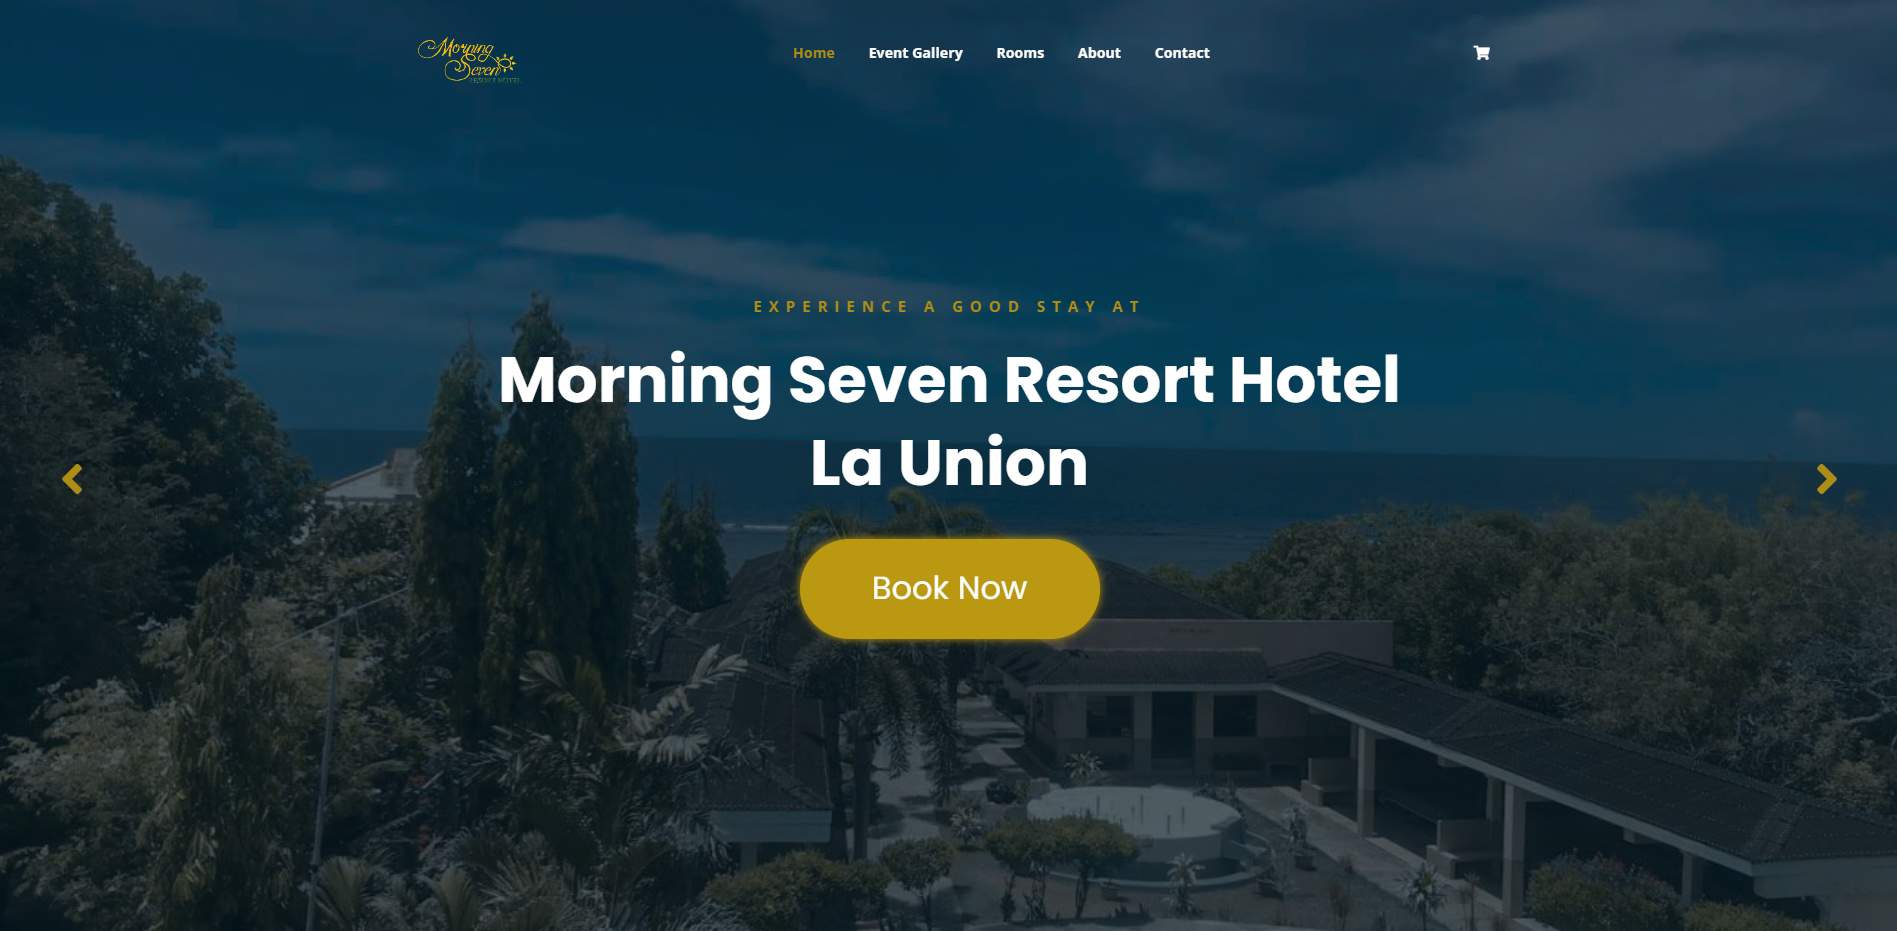 Morning
Seven
RESORT HOTEL
Home Event Gallery Rooms About Contact
EXPERIENCE A GOOD STAY AT
Morning Seven Resort Hotel
La Union
Book Now